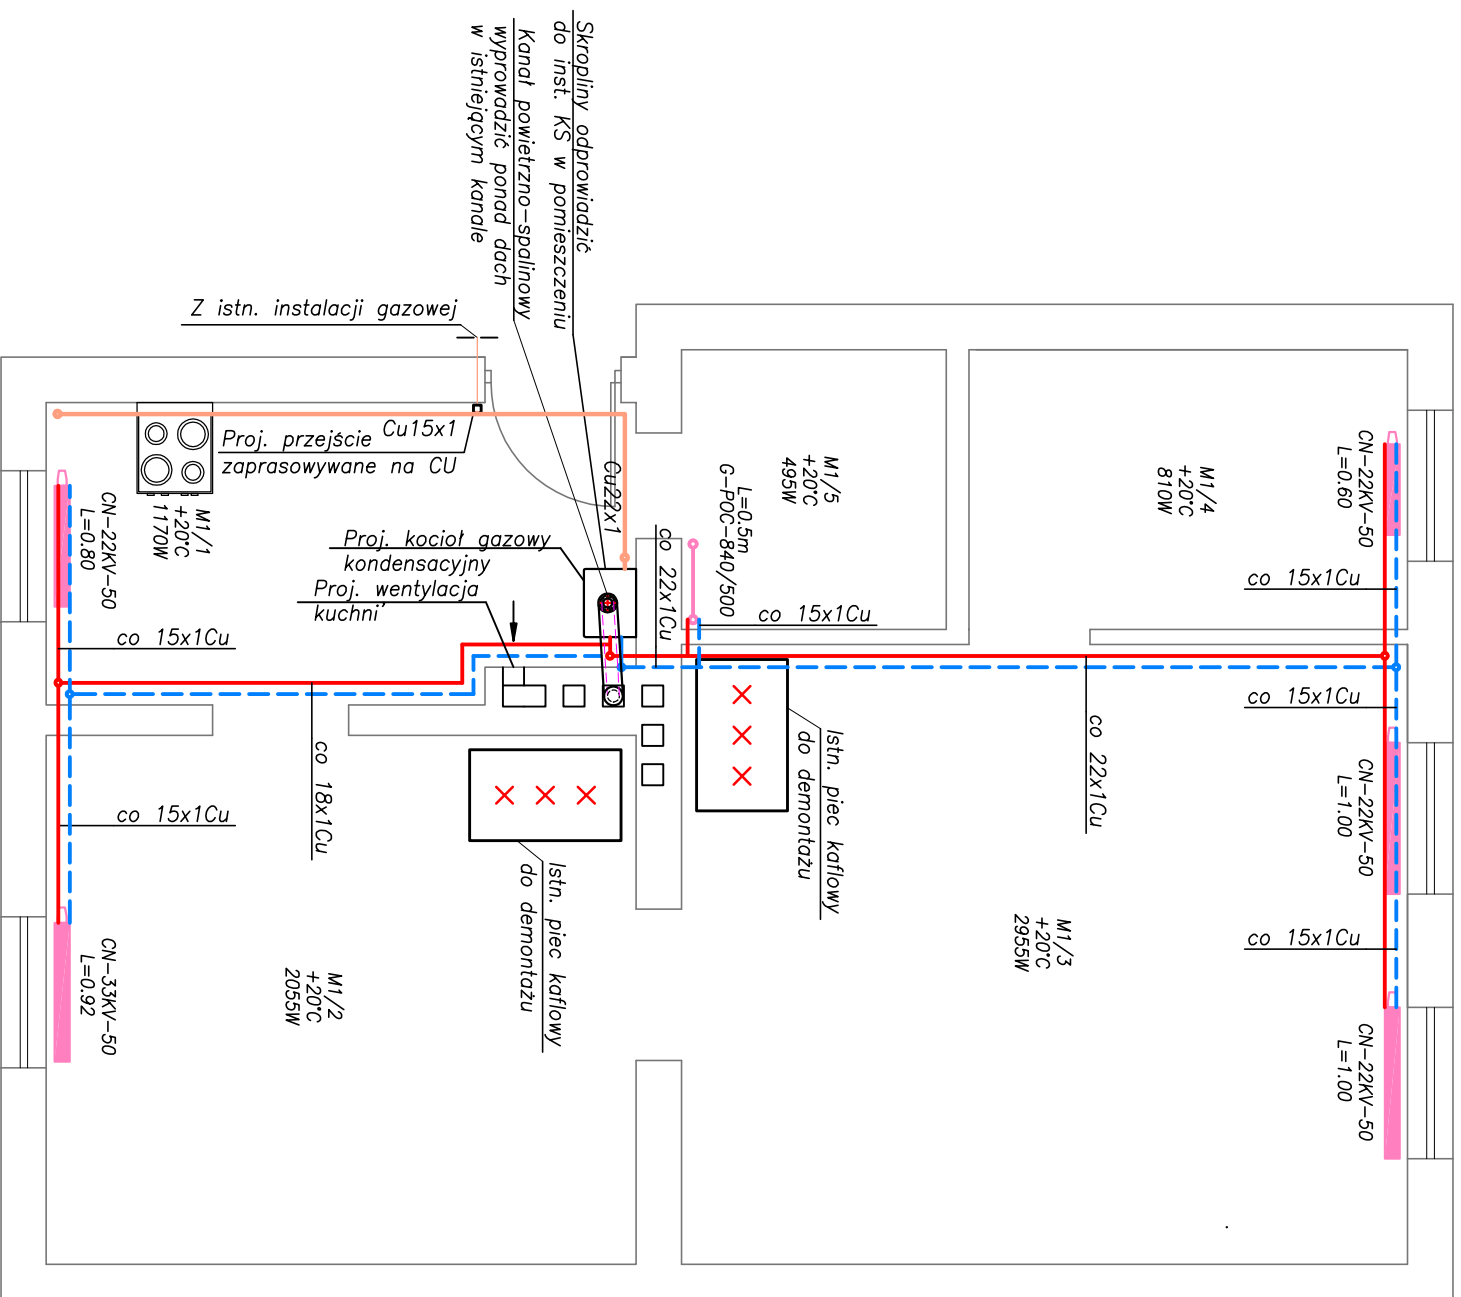 Skropliny odprowiadzić
do inst. KS w pomieszczeniu
Kanał powietrzno-spalinowy
wyprowadzić ponad dach
w istniejącym kanale
Z istn. instalacji gazowej
Cu15x1
Proj. przejście
zaprasowywane na CU
Cu22x1
M1/1
+20°C
1170W
CN-22KV-50
L=0.80
Proj. kocioł gazowy
kondensacyjny
Proj. wentylacja
kuchni
co 22x1Cu
L=0.5m
G-POC-840/500
M1/5
+20°C
495W
M1/4
+20°C
810W
CN-22KV-50
L=0.60
co 15x1Cu
co 15x1Cu
co 15x1Cu
co 15x1Cu
co 18x1Cu
co 15x1Cu
Istn. piec kaflowy
do demontażu
Istn. piec kaflowy
do demontażu
co 22x1Cu
CN-22KV-50
L=1.00
co 15x1Cu
M1/3
+20°C
2955W
CN-33KV-50
L=0.92
M1/2
+20°C
2055W
CN-22KV-50
L=1.00